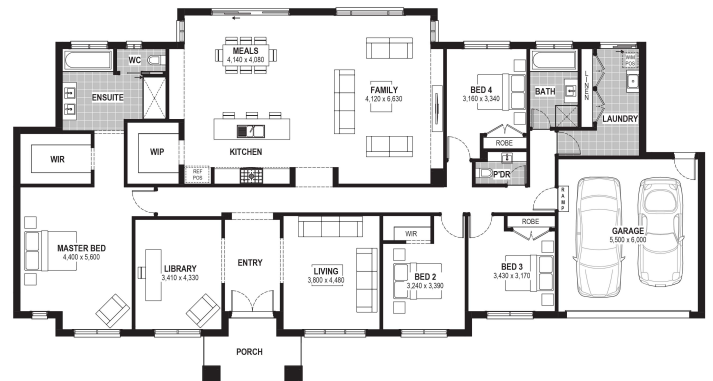 MEALS
4,140 x 4,080
WC
ENSUITE
FAMILY
4,120 x 6,630
BED 4
3,160 x 3,340
BATH
LINEN
WM
POS
LAUNDRY
WIR
WIP
KITCHEN
REF
POS
ROBE
P'DR
RAMP
ROBE
GARAGE
5,500 x 6,000
MASTER BED
4,400 x 5,600
LIBRARY
3,410 x 4,330
ENTRY
LIVING
3,800 x 4,480
WIR
BED 2
3,240 x 3,390
BED 3
3,430 x 3,170
PORCH